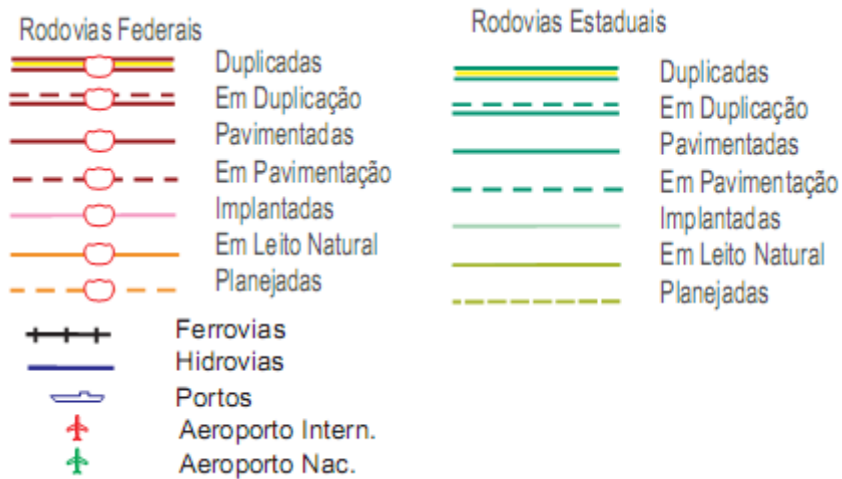 Rodovias Federais
Duplicadas
Em Duplicação
Pavimentadas
Em Pavimentação
Implantadas
Em Leito Natural
Planejadas
Ferrovias
Hidrovias
Portos
Aeroporto Intern.
Aeroporto Nac.
Rodovias Estaduais
Duplicadas
Em Duplicação
Pavimentadas
Em Pavimentação
Implantadas
Em Leito Natural
Planejadas